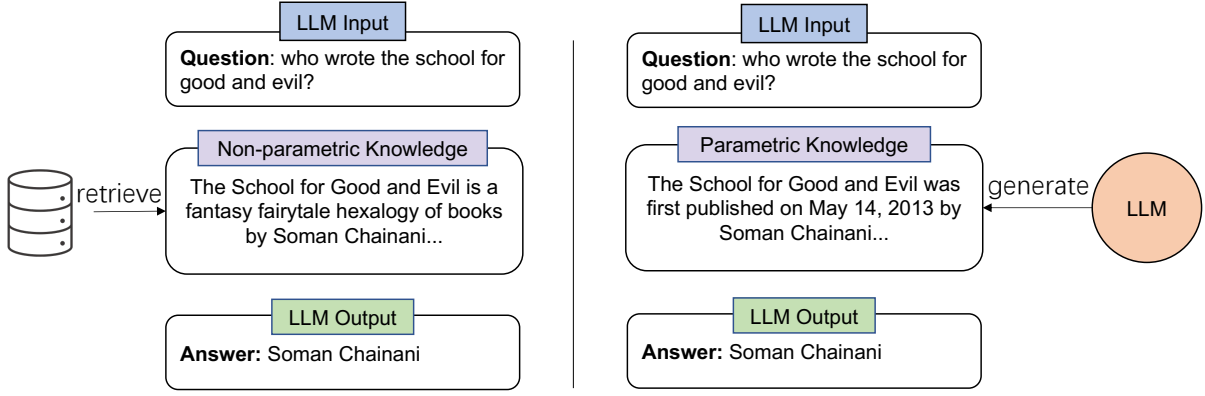 LLM Input
Question: who wrote the school for
good and evil?
retrieve
Non-parametric Knowledge
The School for Good and Evil is a
fantasy fairytale hexalogy of books
by Soman Chainani...
LLM Output
Answer: Soman Chainani
LLM Input
Question: who wrote the school for
good and evil?
Parametric Knowledge
The School for Good and Evil was
first published on May 14, 2013 by
Soman Chainani...
generate
LLM
LLM Output
Answer: Soman Chainani